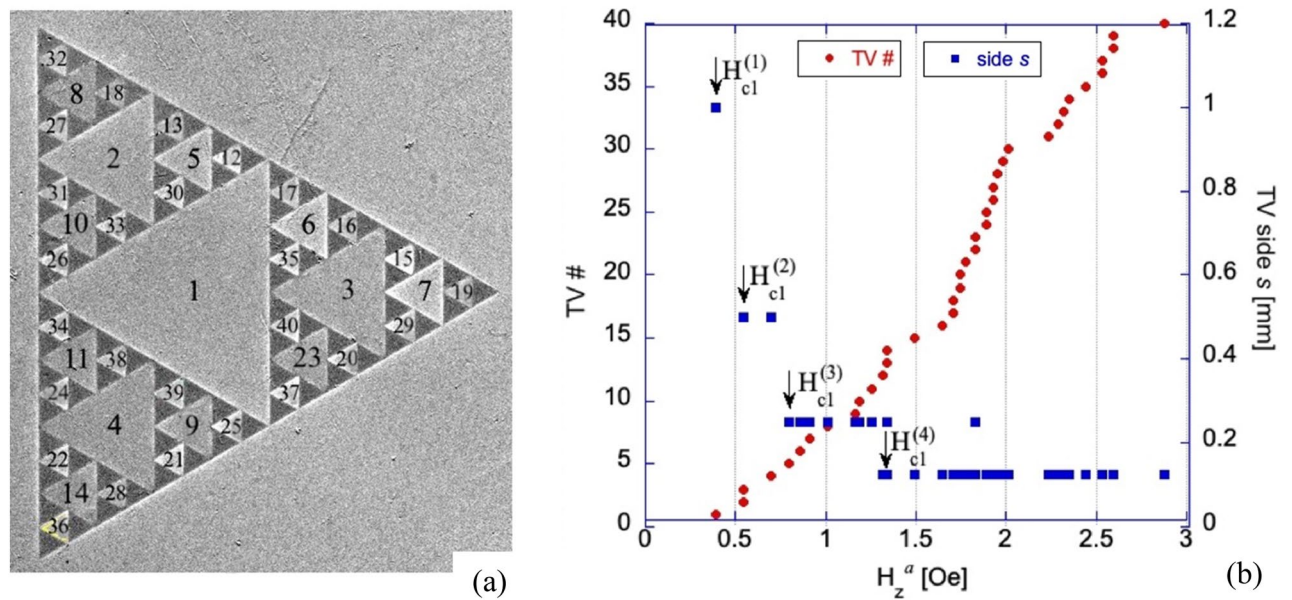 32
8 18
27 13
2 5 12
31 30 17
10 33 6 16
26 35 15
1 3 7 19
34 40 29
11 38 23 20
24 39 37
4 9 25
22 21
14 28
36
(a)
40
35
30
25
20
15
10
5
0
TV #
TV # side s
H_c1^(1)
H_c1^(2)
H_c1^(3)
H_c1^(4)
1.2
1
0.8
0.6
0.4
0.2
0
TV side s [mm]
0 0.5 1 1.5 2 2.5 3
H_z^a [Oe]
(b)